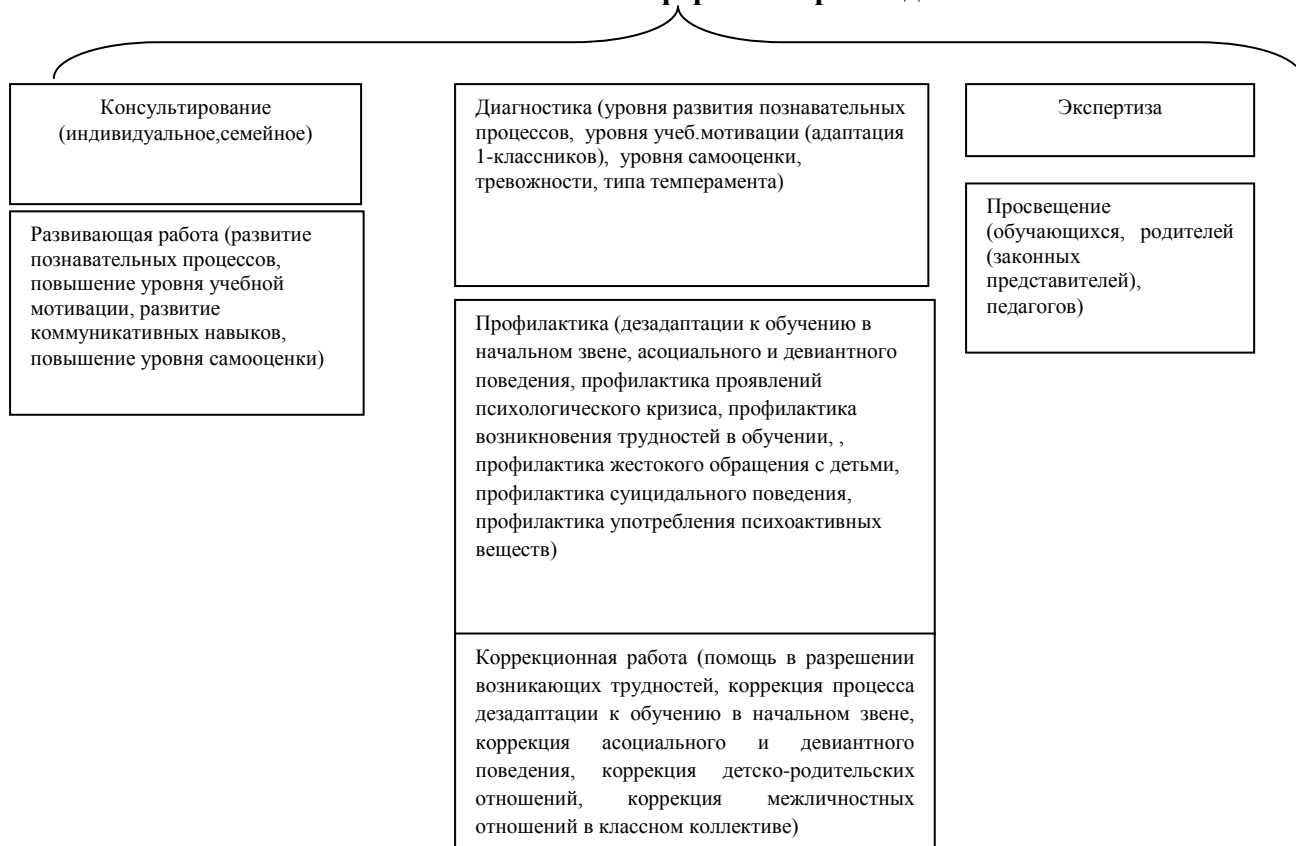 Консультирование
(индивидуальное,семейное)
Развивающая работа (развитие
познавательных процессов,
повышение уровня учебной
мотивации, развитие
коммуникативных навыков,
повышение уровня самооценки)
Диагностика (уровня развития познавательных
процессов, уровня учеб.мотивации (адаптация
1-классников), уровня самооценки,
тревожности, типа темперамента)
Профилактика (дезадаптации к обучению в
начальном звене, асоциального и девиантного
поведения, профилактика проявлений
психологического кризиса, профилактика
возникновения трудностей в обучении, ,
профилактика жестокого обращения с детьми,
профилактика суицидального поведения,
профилактика употребления психоактивных
веществ)
Коррекционная работа (помощь в разрешении
возникающих трудностей, коррекция процесса
дезадаптации к обучению в начальном звене,
коррекция асоциального и девиантного
поведения, коррекция детско-родительских
отношений, коррекция межличностных
отношений в классном коллективе)
Экспертиза
Просвещение
(обучающихся, родителей
(законных
представителей),
педагогов)